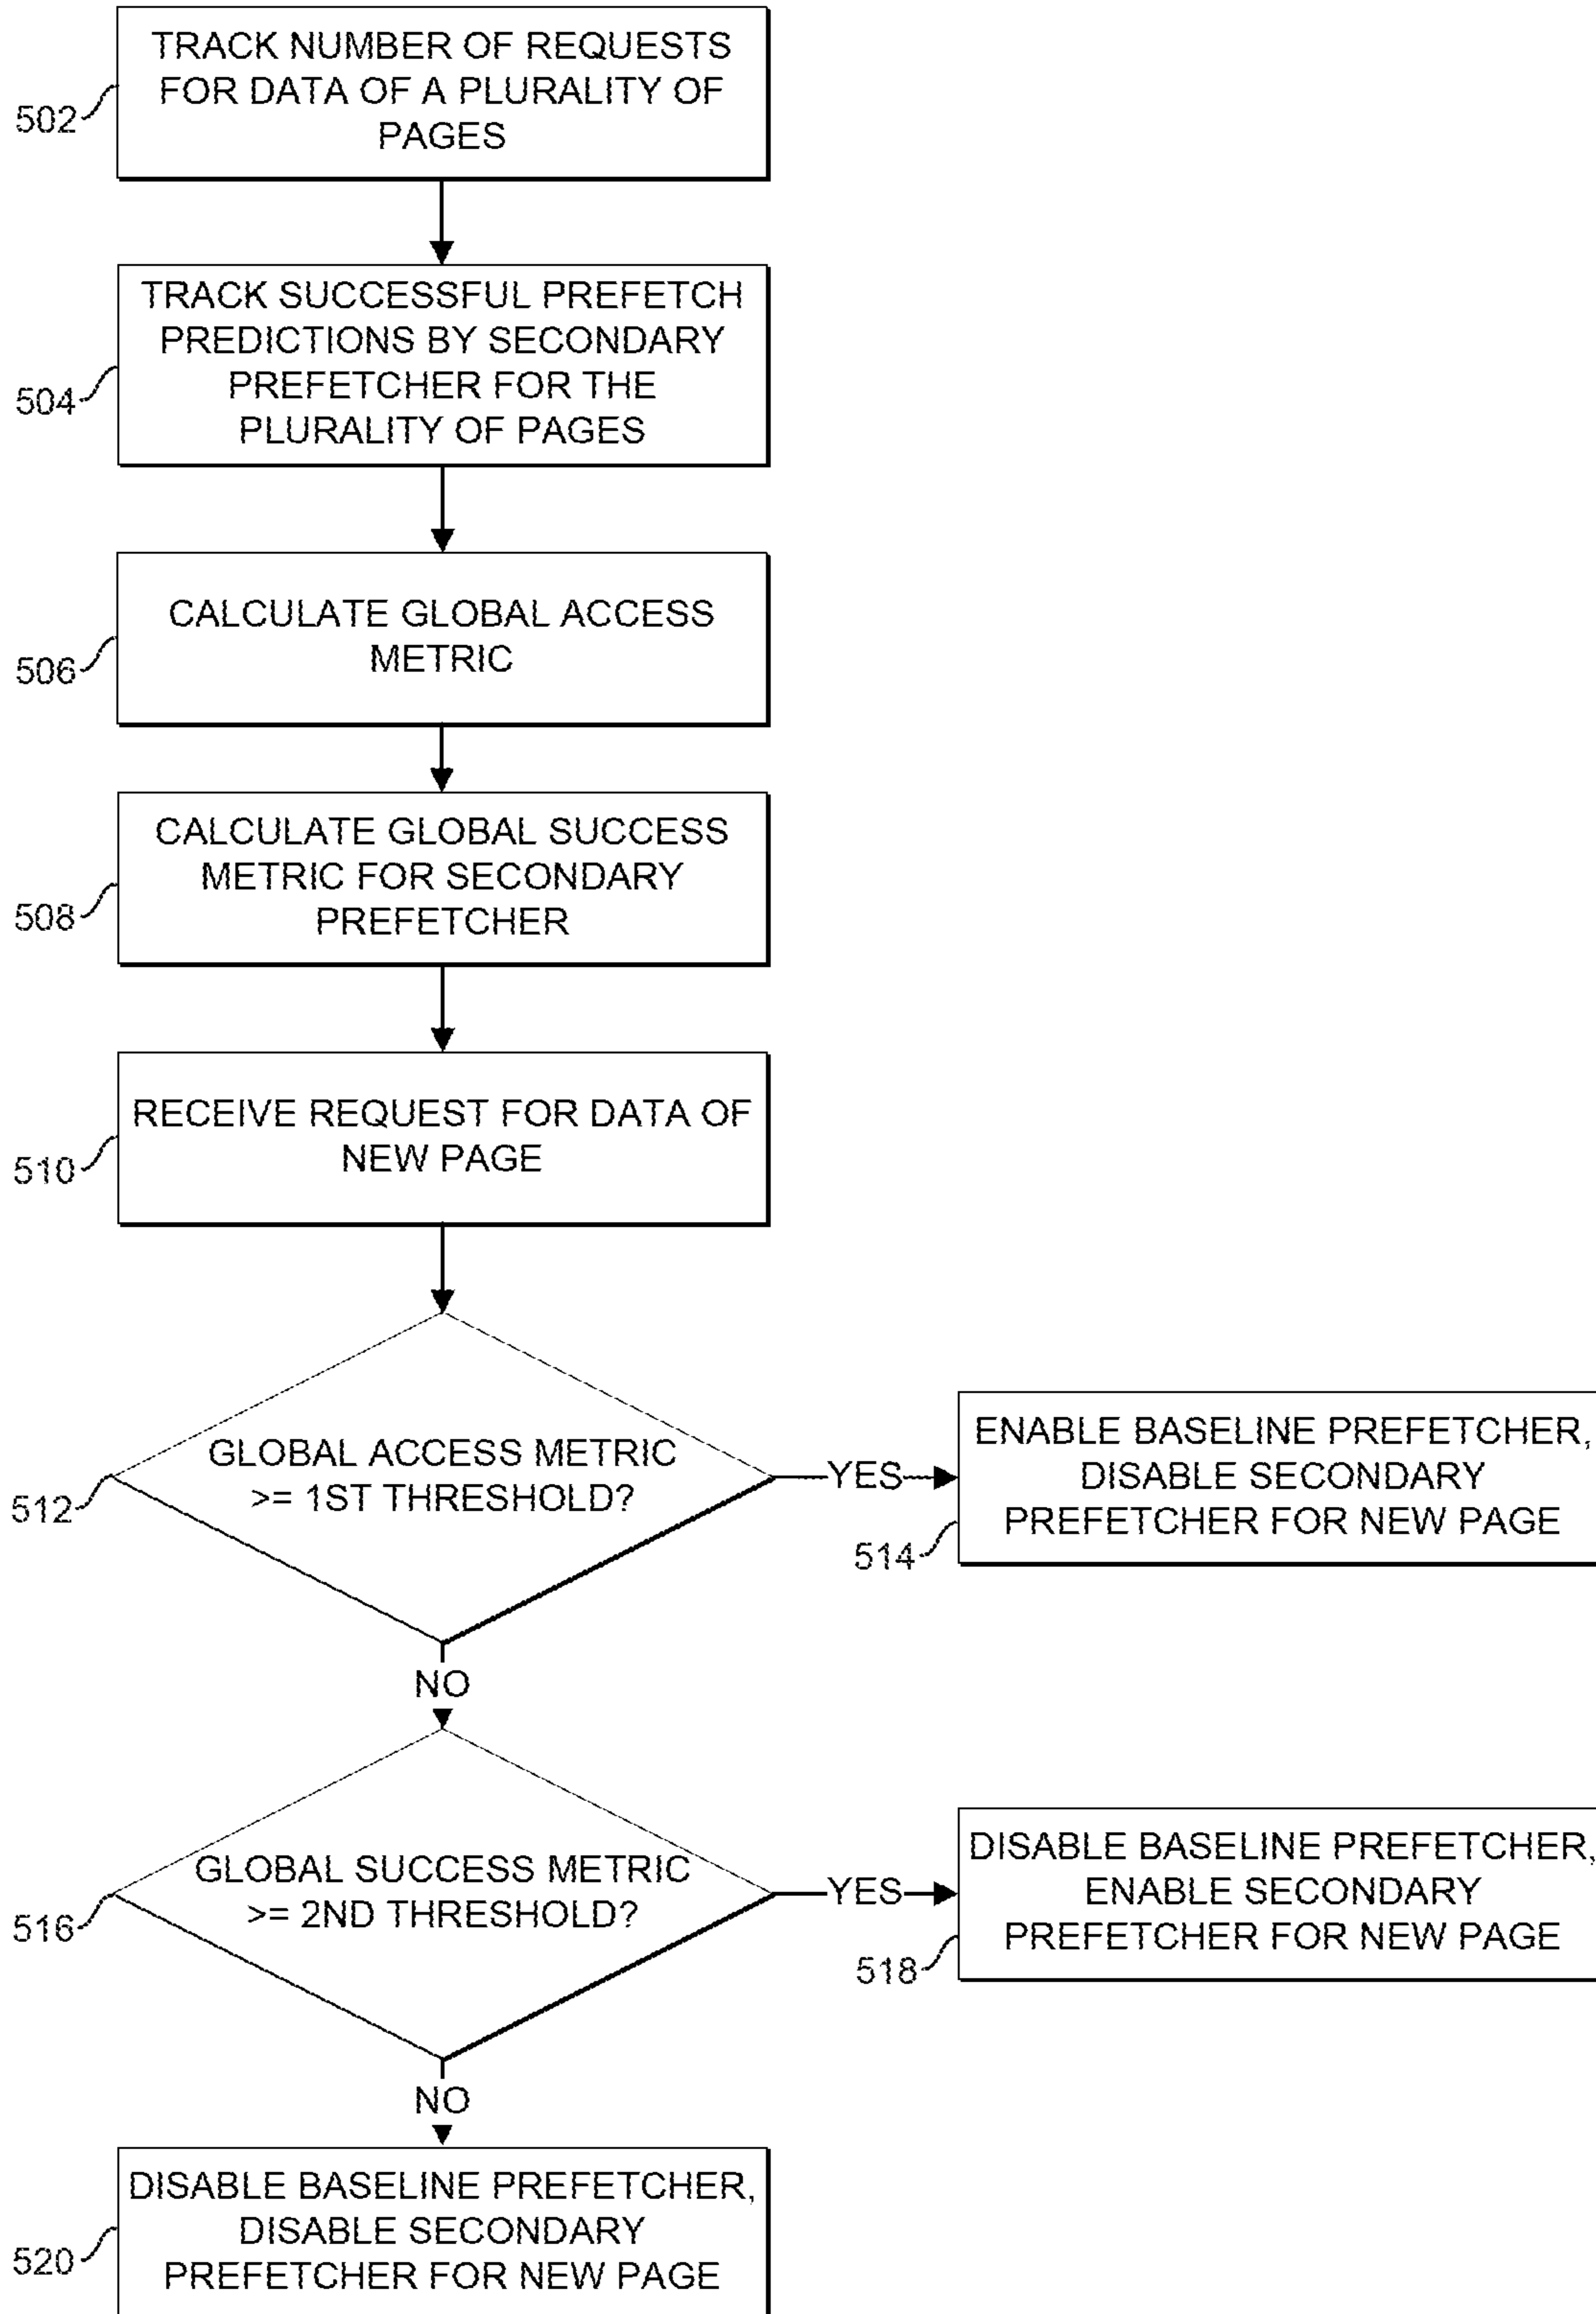 TRACK NUMBER OF REQUESTS
FOR DATA OF A PLURALITY OF
PAGES
502
TRACK SUCCESSFUL PREFETCH
PREDICTIONS BY SECONDARY
PREFETCHER FOR THE
PLURALITY OF PAGES
504
CALCULATE GLOBAL ACCESS
METRIC
506
CALCULATE GLOBAL SUCCESS
METRIC FOR SECONDARY
PREFETCHER
508
RECEIVE REQUEST FOR DATA OF
NEW PAGE
510
GLOBAL ACCESS METRIC
>= 1ST THRESHOLD?
512
YES
ENABLE BASELINE PREFETCHER,
DISABLE SECONDARY
PREFETCHER FOR NEW PAGE
514
NO
GLOBAL SUCCESS METRIC
>= 2ND THRESHOLD?
516
YES
DISABLE BASELINE PREFETCHER,
ENABLE SECONDARY
PREFETCHER FOR NEW PAGE
518
NO
DISABLE BASELINE PREFETCHER,
DISABLE SECONDARY
PREFETCHER FOR NEW PAGE
520